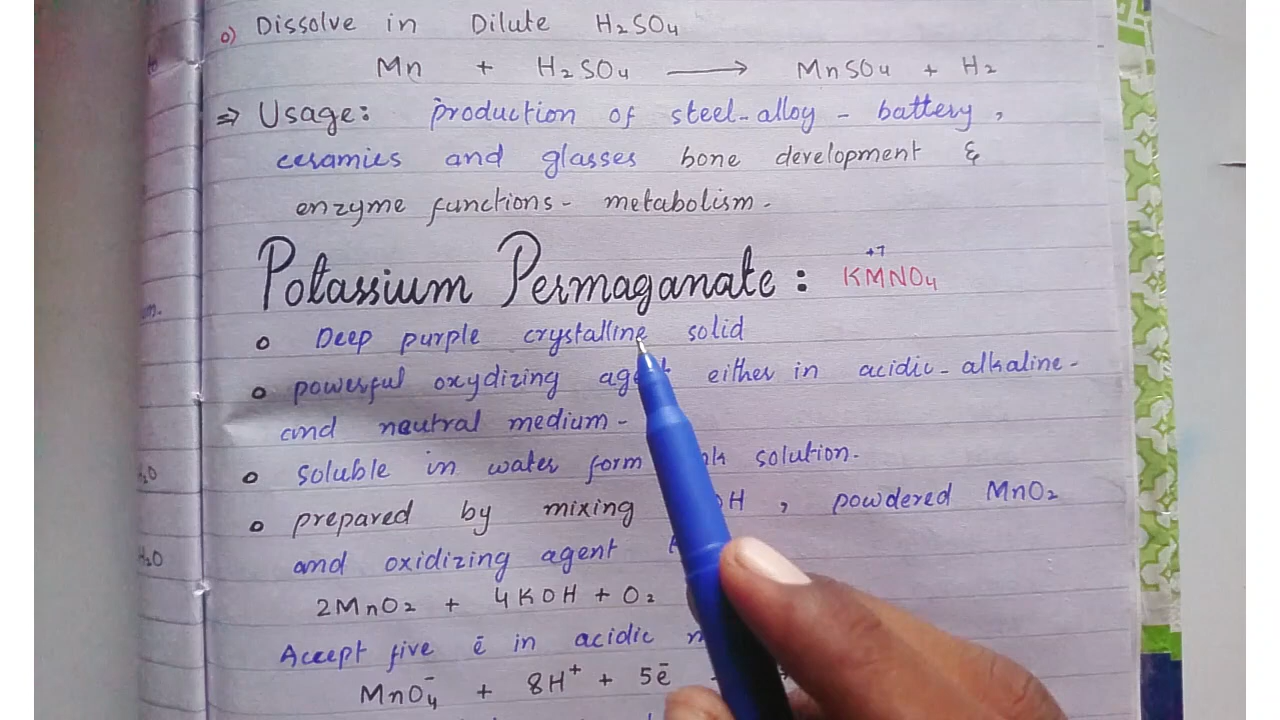 o) Dissolve in Dilute H₂SO₄
Mn + H₂SO₄ ⟶ MnSO₄ + H₂
⇒ Usage: production of steel-alloy - battery,
ceramics and glasses bone development &
enzyme functions - metabolism.
Potassium Permaganate: KMNO₄
+7
o Deep purple crystalline solid
o powerful oxydizing either in acidic - alkaline -
and neutral medium -
o soluble in water form solution.
o prepared by mixing , powdered MnO₂
and oxidizing agent
2MnO₂ + 4KOH + O₂
Accept five ē in acidic
MnO₄⁻ + 8H⁺ + 5ē
H₂O
H₂O